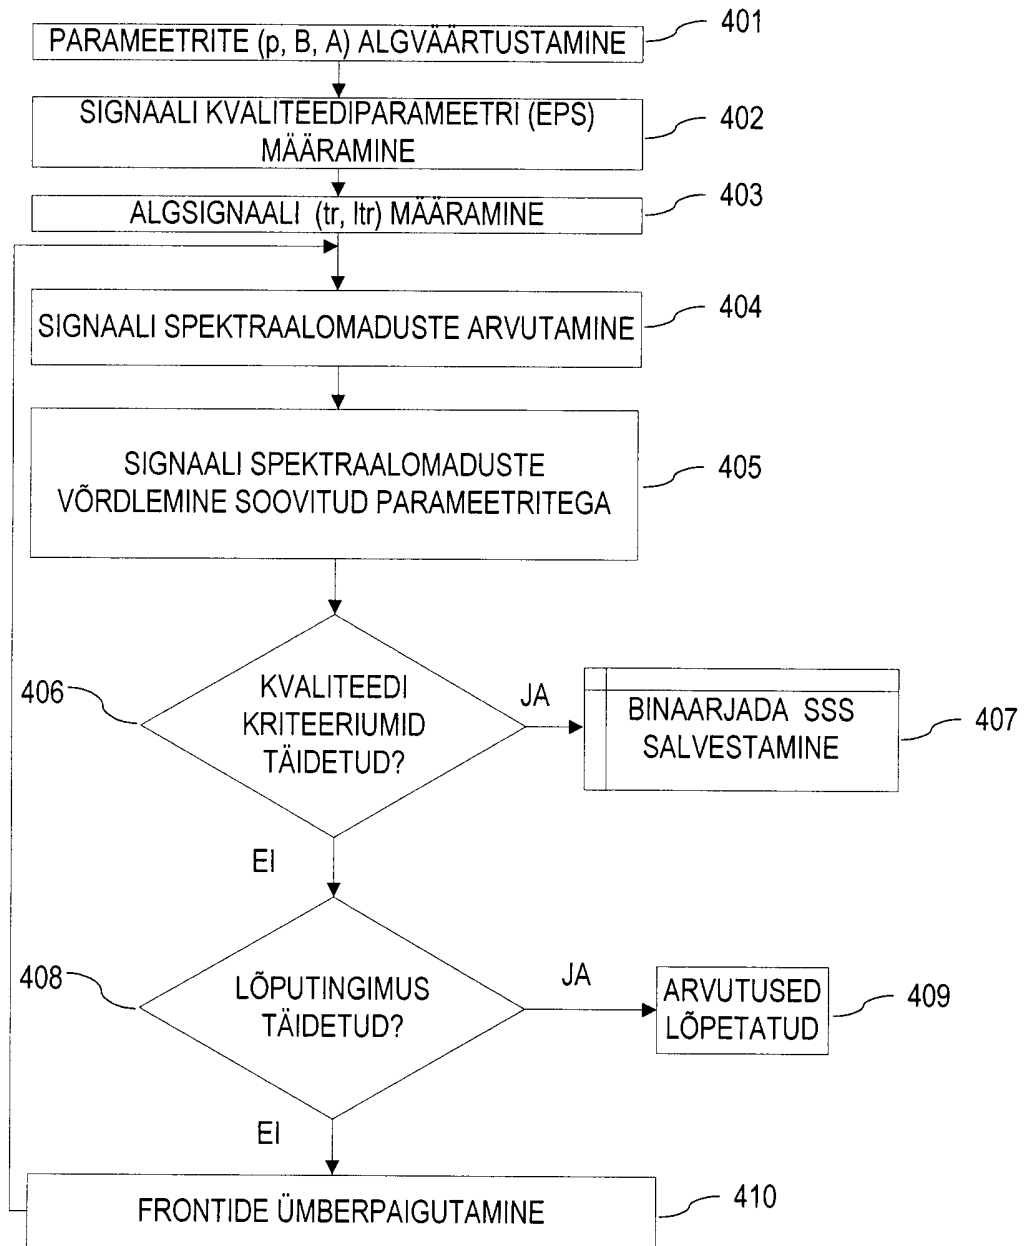 401
PARAMEETRITE (p, B, A) ALGVÄÄRTUSTAMINE
SIGNAALI KVALITEEDIPARAMEETRI (EPS)
MÄÄRAMINE
402
403
ALGSIGNAALI (tr, ltr) MÄÄRAMINE
404
SIGNAALI SPEKTRAALOMADUSTE ARVUTAMINE
SIGNAALI SPEKTRAALOMADUSTE
VÕRDLEMINE SOOVITUD PARAMEETRITEGA
405
406
KVALITEEDI
KRITEERIUMID
TÄIDETUD?
JA
BINAARJADA SSS
SALVESTAMINE
407
EI
408
LÕPUTINGIMUS
TÄIDETUD?
JA
ARVUTUSED
LÕPETATUD
409
EI
FRONTIDE ÜMBERPAIGUTAMINE
410